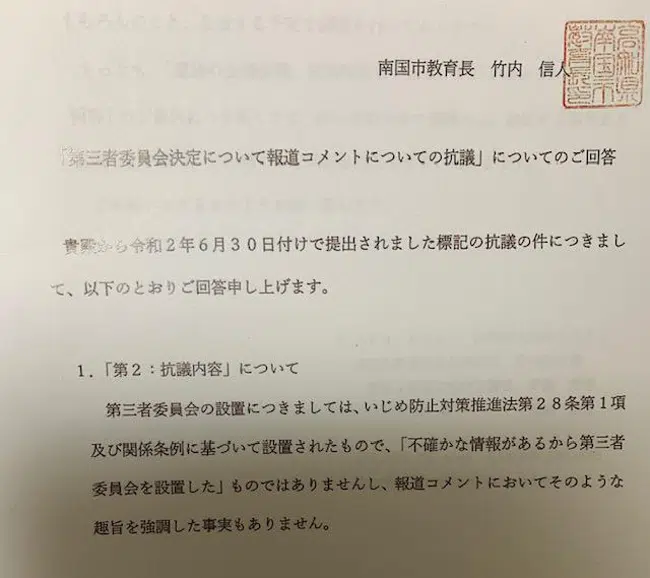 南国市教育長　竹内　信人
「第三者委員会決定について報道コメントについての抗議」についてのご回答
貴殿から令和２年６月３０日付けで提出されました標記の抗議の件につきまし
て、以下のとおりご回答申し上げます。
１．「第２：抗議内容」について
第三者委員会の設置につきましては、いじめ防止対策推進法第２８条第１項
及び関係条例に基づいて設置されたもので、「不確かな情報があるから第三者
委員会を設置した」ものではありませんし、報道コメントにおいてそのような
趣旨を強調した事実もありません。